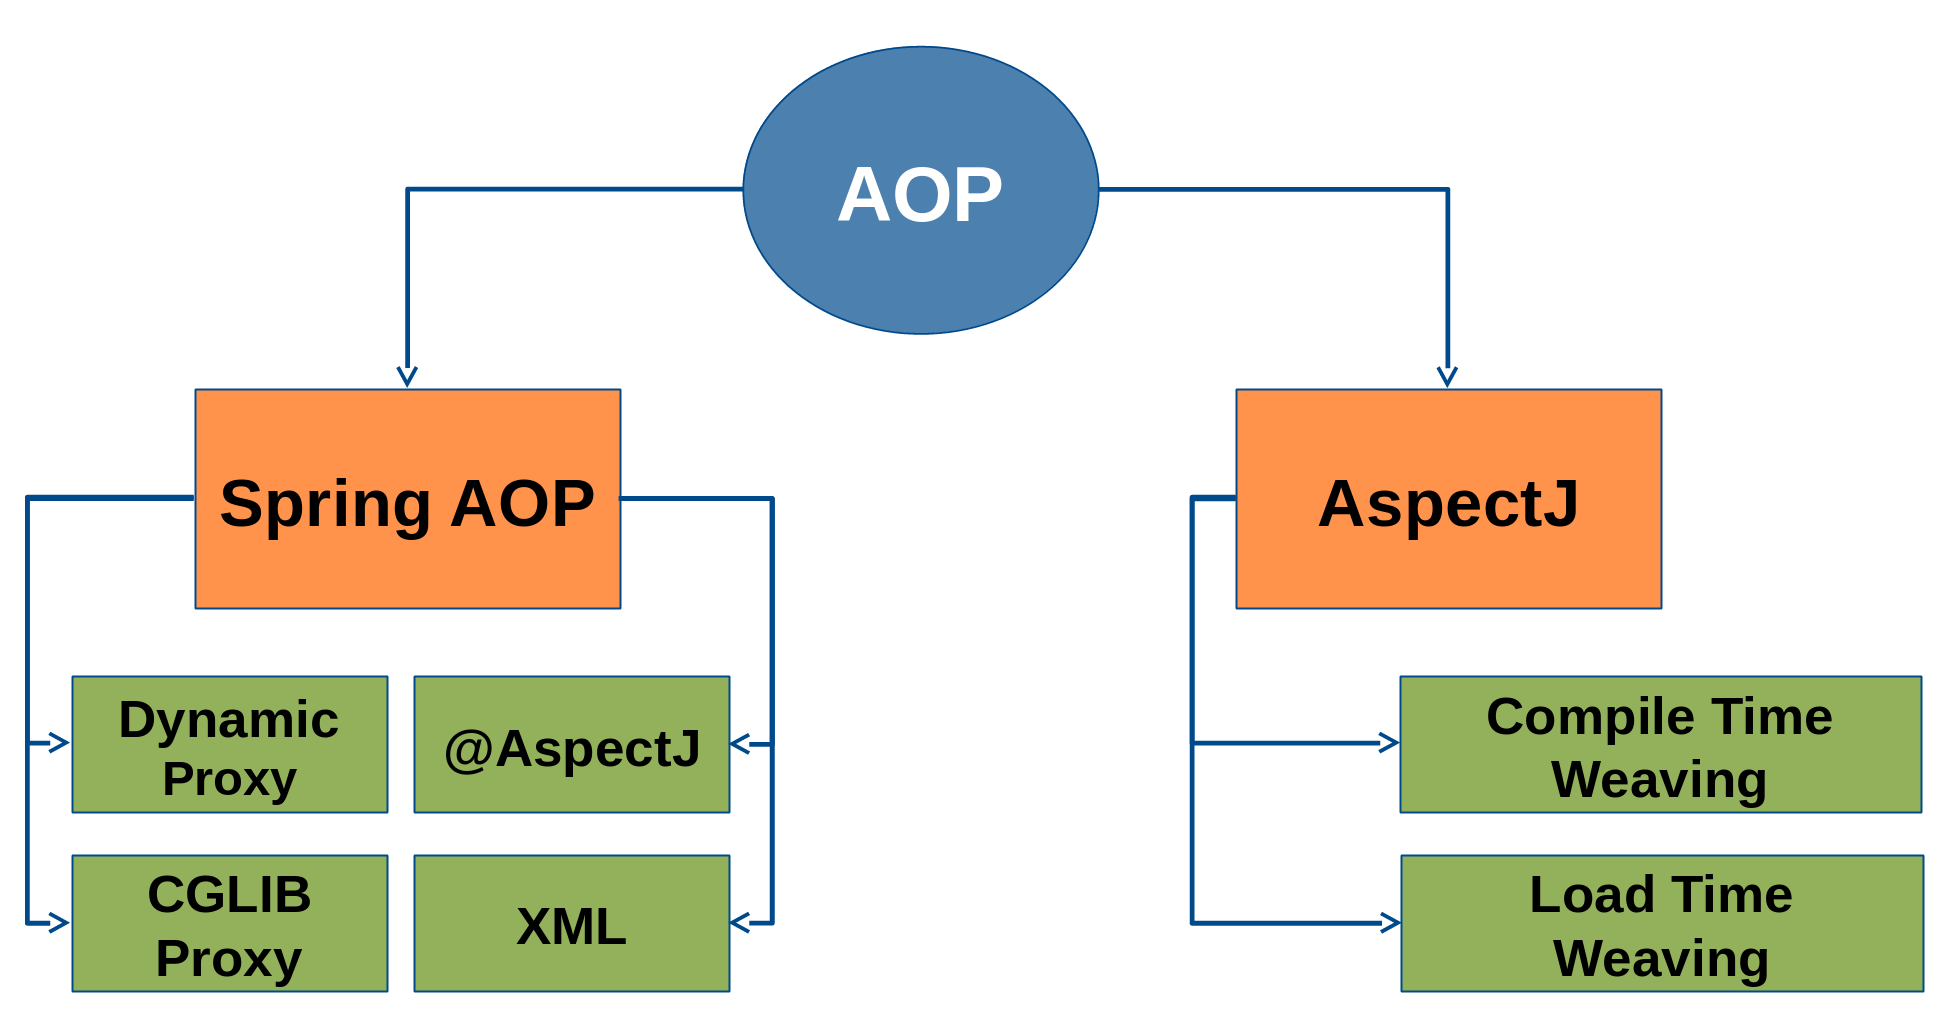 AOP
Spring AOP
AspectJ
Dynamic
Proxy
@AspectJ
Compile Time
Weaving
CGLIB
Proxy
XML
Load Time
Weaving